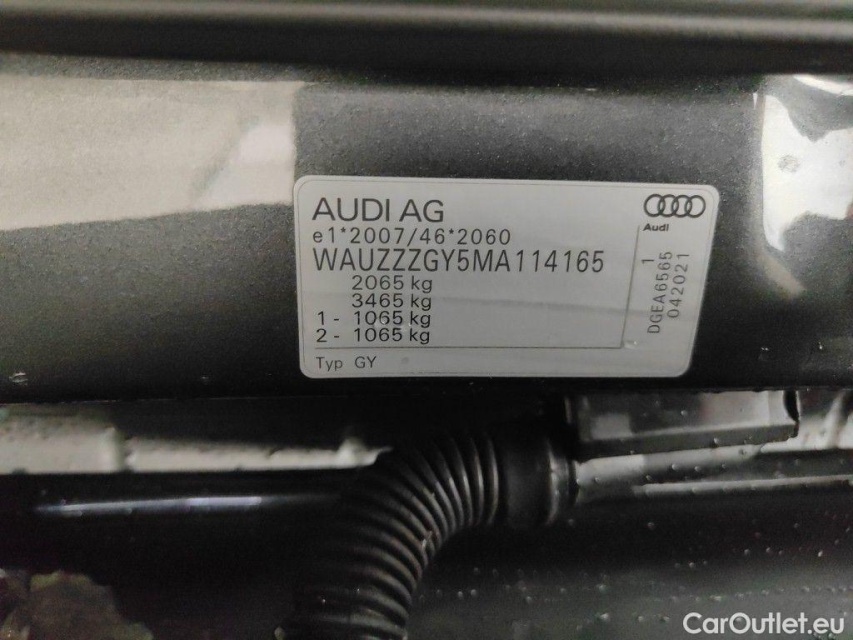 AUDI AG
e1*2007/46*2060
WAUZZZGY5MA114165
2065 kg
3465 kg
1 - 1065 kg
2 - 1065 kg
Typ GY
Audi
DGEA6565 1
042021
CarOutlet.eu